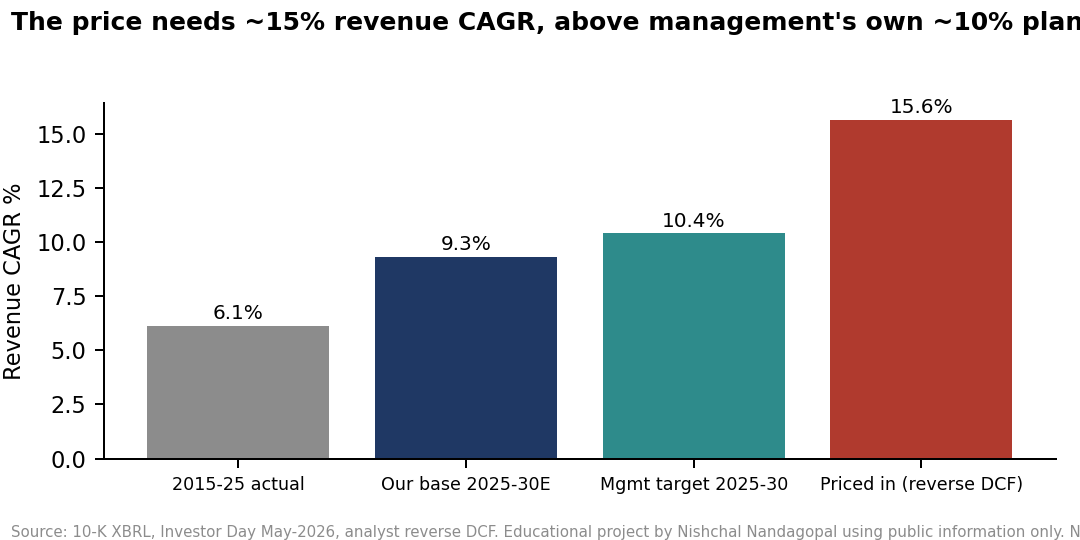 The price needs ~15% revenue CAGR, above management's own ~10% plan
15.6%
15.0
12.5
10.4%
10.0
9.3%
7.5
6.1%
5.0
2.5
0.0
Revenue CAGR %
2015-25 actual
Our base 2025-30E
Mgmt target 2025-30
Priced in (reverse DCF)
Source: 10-K XBRL, Investor Day May-2026, analyst reverse DCF. Educational project by Nishchal Nandagopal using public information only. N